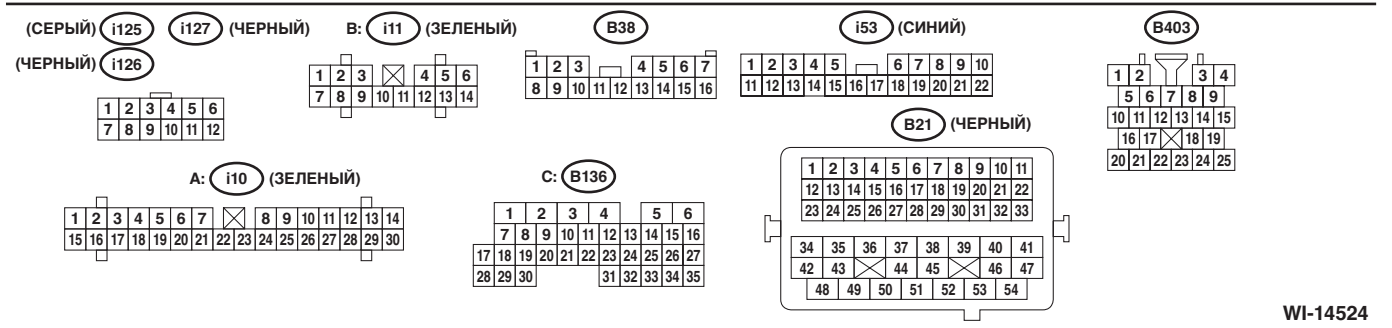 (СЕРЫЙ) i125 i127 (ЧЕРНЫЙ) B: i11 (ЗЕЛЕНЫЙ) B38 i53 (СИНИЙ) B403
(ЧЕРНЫЙ) i126
1 2 3 4 5 6
7 8 9 10 11 12
1 2 3 4 5 6
7 8 9 10 11 12 13 14
1 2 3 4 5 6 7
8 9 10 11 12 13 14 15 16
1 2 3 4 5 6 7 8 9 10
11 12 13 14 15 16 17 18 19 20 21 22
1 2 3 4
5 6 7 8 9
10 11 12 13 14 15
16 17 18 19
20 21 22 23 24 25
A: i10 (ЗЕЛЕНЫЙ)
1 2 3 4 5 6 7 8 9 10 11 12 13 14
15 16 17 18 19 20 21 22 23 24 25 26 27 28 29 30
C: B136
1 2 3 4 5 6
7 8 9 10 11 12 13 14 15 16
17 18 19 20 21 22 23 24 25 26 27
28 29 30 31 32 33 34 35
B21 (ЧЕРНЫЙ)
1 2 3 4 5 6 7 8 9 10 11
12 13 14 15 16 17 18 19 20 21 22
23 24 25 26 27 28 29 30 31 32 33
34 35 36 37 38 39 40 41
42 43 44 45 46 47
48 49 50 51 52 53 54
WI-14524